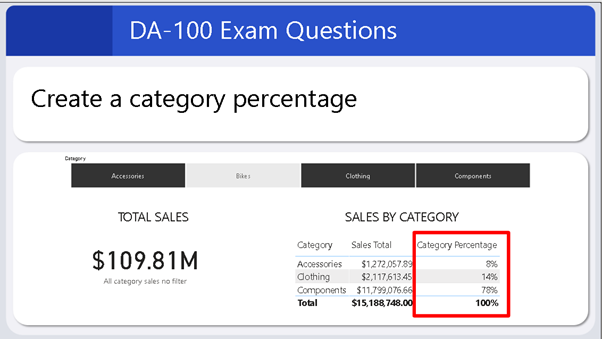 DA-100 Exam Questions
Create a category percentage
Category
Accessories Bikes Clothing Components
TOTAL SALES
$109.81M
All category sales no filter
SALES BY CATEGORY
Category Sales Total Category Percentage
Accessories $1,272,057.89 8%
Clothing $2,117,613.45 14%
Components $11,799,076.66 78%
Total $15,188,748.00 100%